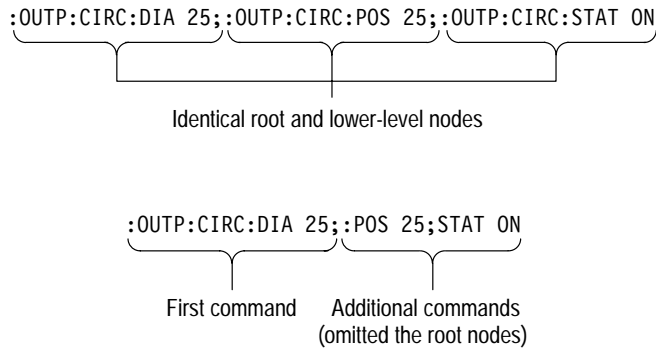 :OUTP:CIRC:DIA 25;:OUTP:CIRC:POS 25;:OUTP:CIRC:STAT ON
Identical root and lower-level nodes
:OUTP:CIRC:DIA 25;:POS 25;STAT ON
First command
Additional commands
(omitted the root nodes)